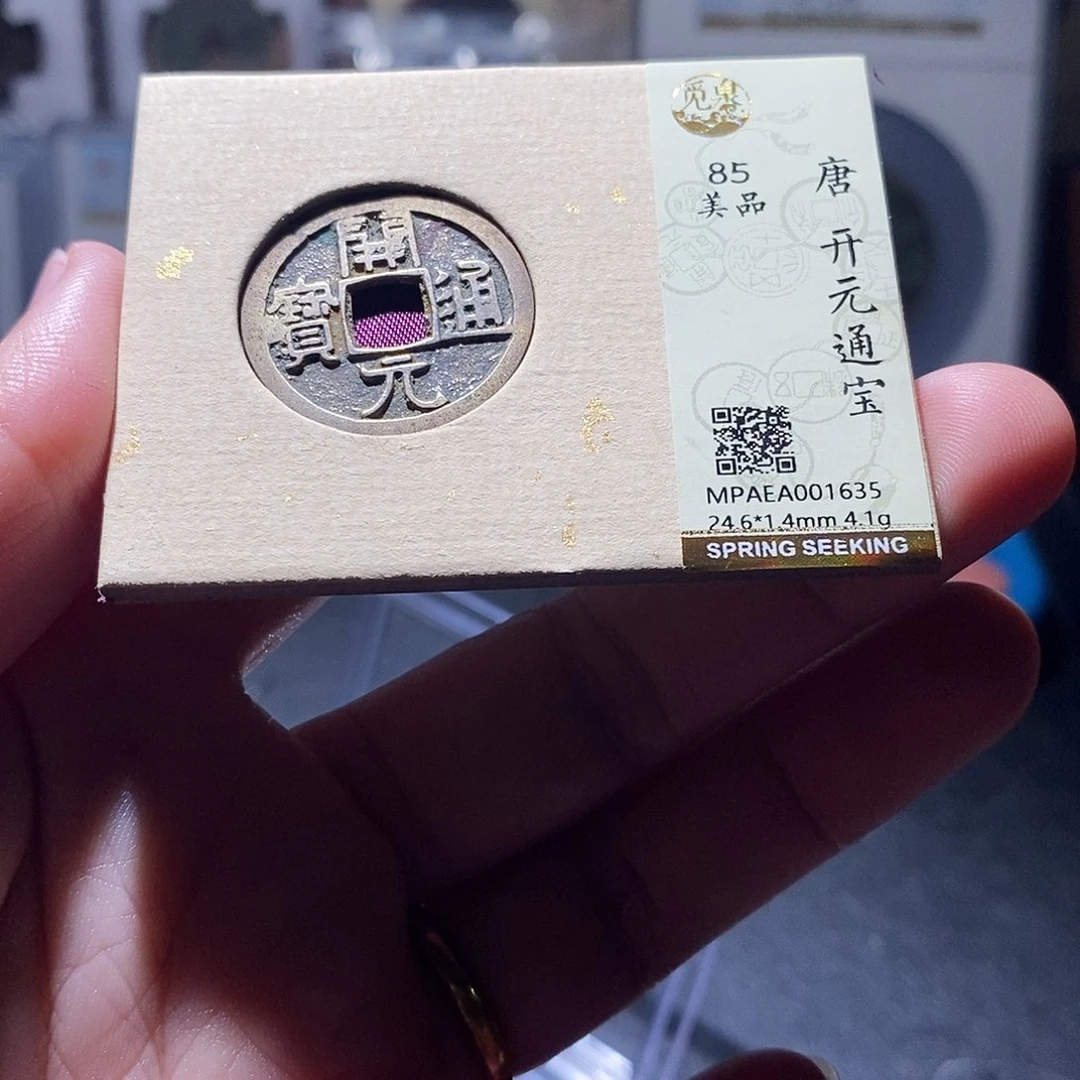 開元通寶
觅泉
85
美品
唐 开元通宝
MPAEA001635
24.6*1.4mm 4.1g
SPRING SEEKING